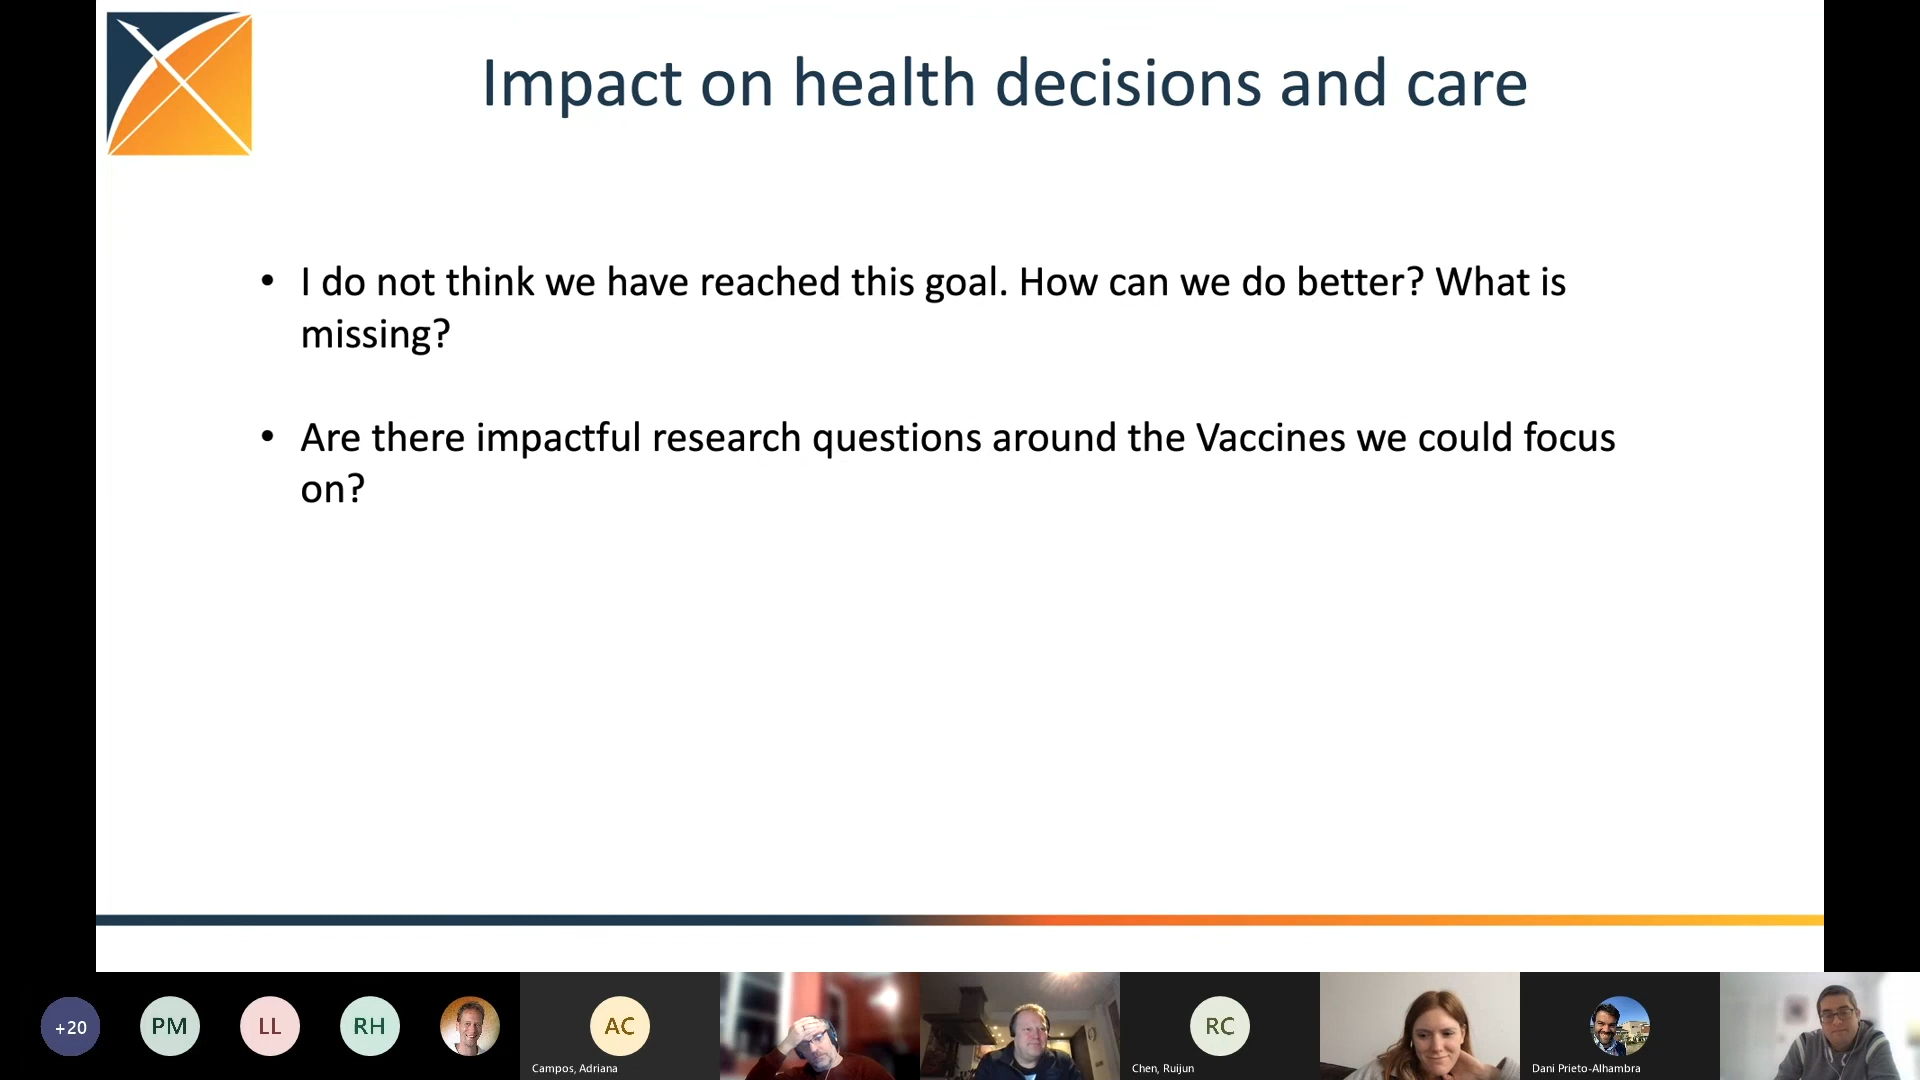 Impact on health decisions and care
• I do not think we have reached this goal. How can we do better? What is
missing?
• Are there impactful research questions around the Vaccines we could focus
on?
+20
PM
LL
RH
AC
Campos, Adriana
RC
Chen, Ruijun
Dani Prieto-Alhambra